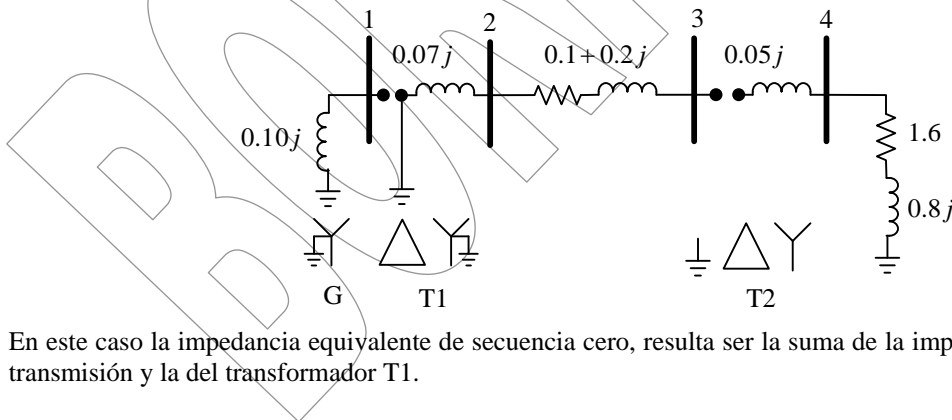 1
2
3
4
0.07j
0.1+0.2j
0.05j
0.10j
1.6
0.8j
G
T1
T2
En este caso la impedancia equivalente de secuencia cero, resulta ser la suma de la imp
transmisión y la del transformador T1.